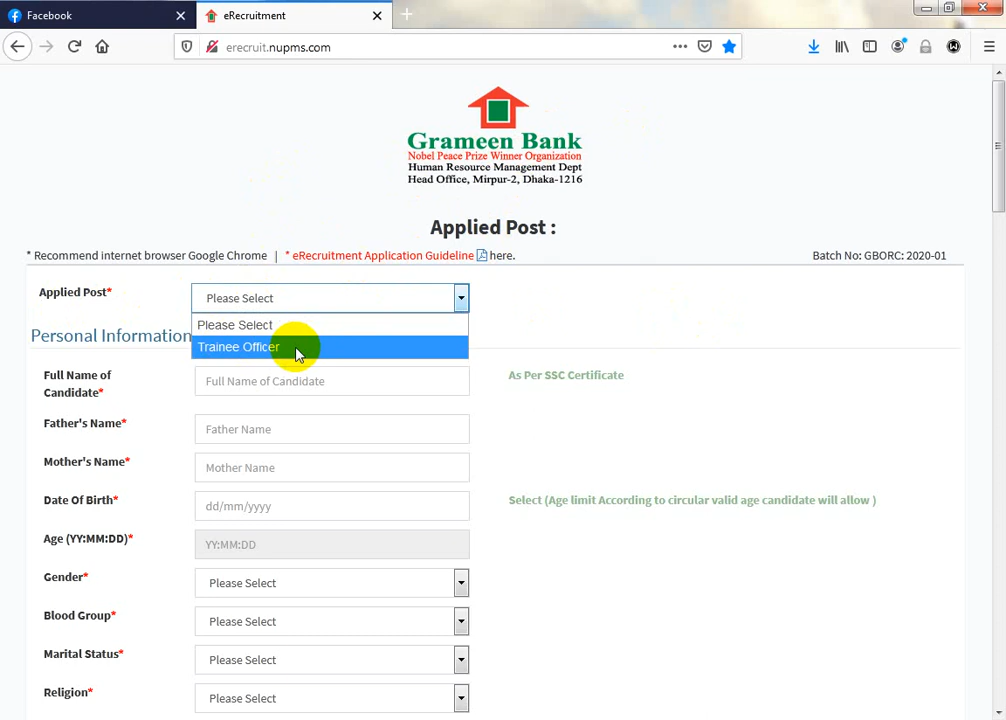 Facebook
eRecruitment
erecruit.nupms.com
Grameen Bank
Nobel Peace Prize Winner Organization
Human Resource Management Dept
Head Office, Mirpur-2, Dhaka-1216
Applied Post :
* Recommend internet browser Google Chrome | * eRecruitment Application Guideline here. Batch No: GBORC: 2020-01
Applied Post* Please Select
Please Select
Personal Information
Trainee Officer
Full Name of Candidate* Full Name of Candidate As Per SSC Certificate
Father's Name* Father Name
Mother's Name* Mother Name
Date Of Birth* dd/mm/yyyy Select (Age limit According to circular valid age candidate will allow )
Age (YY:MM:DD)* YY:MM:DD
Gender* Please Select
Blood Group* Please Select
Marital Status* Please Select
Religion* Please Select